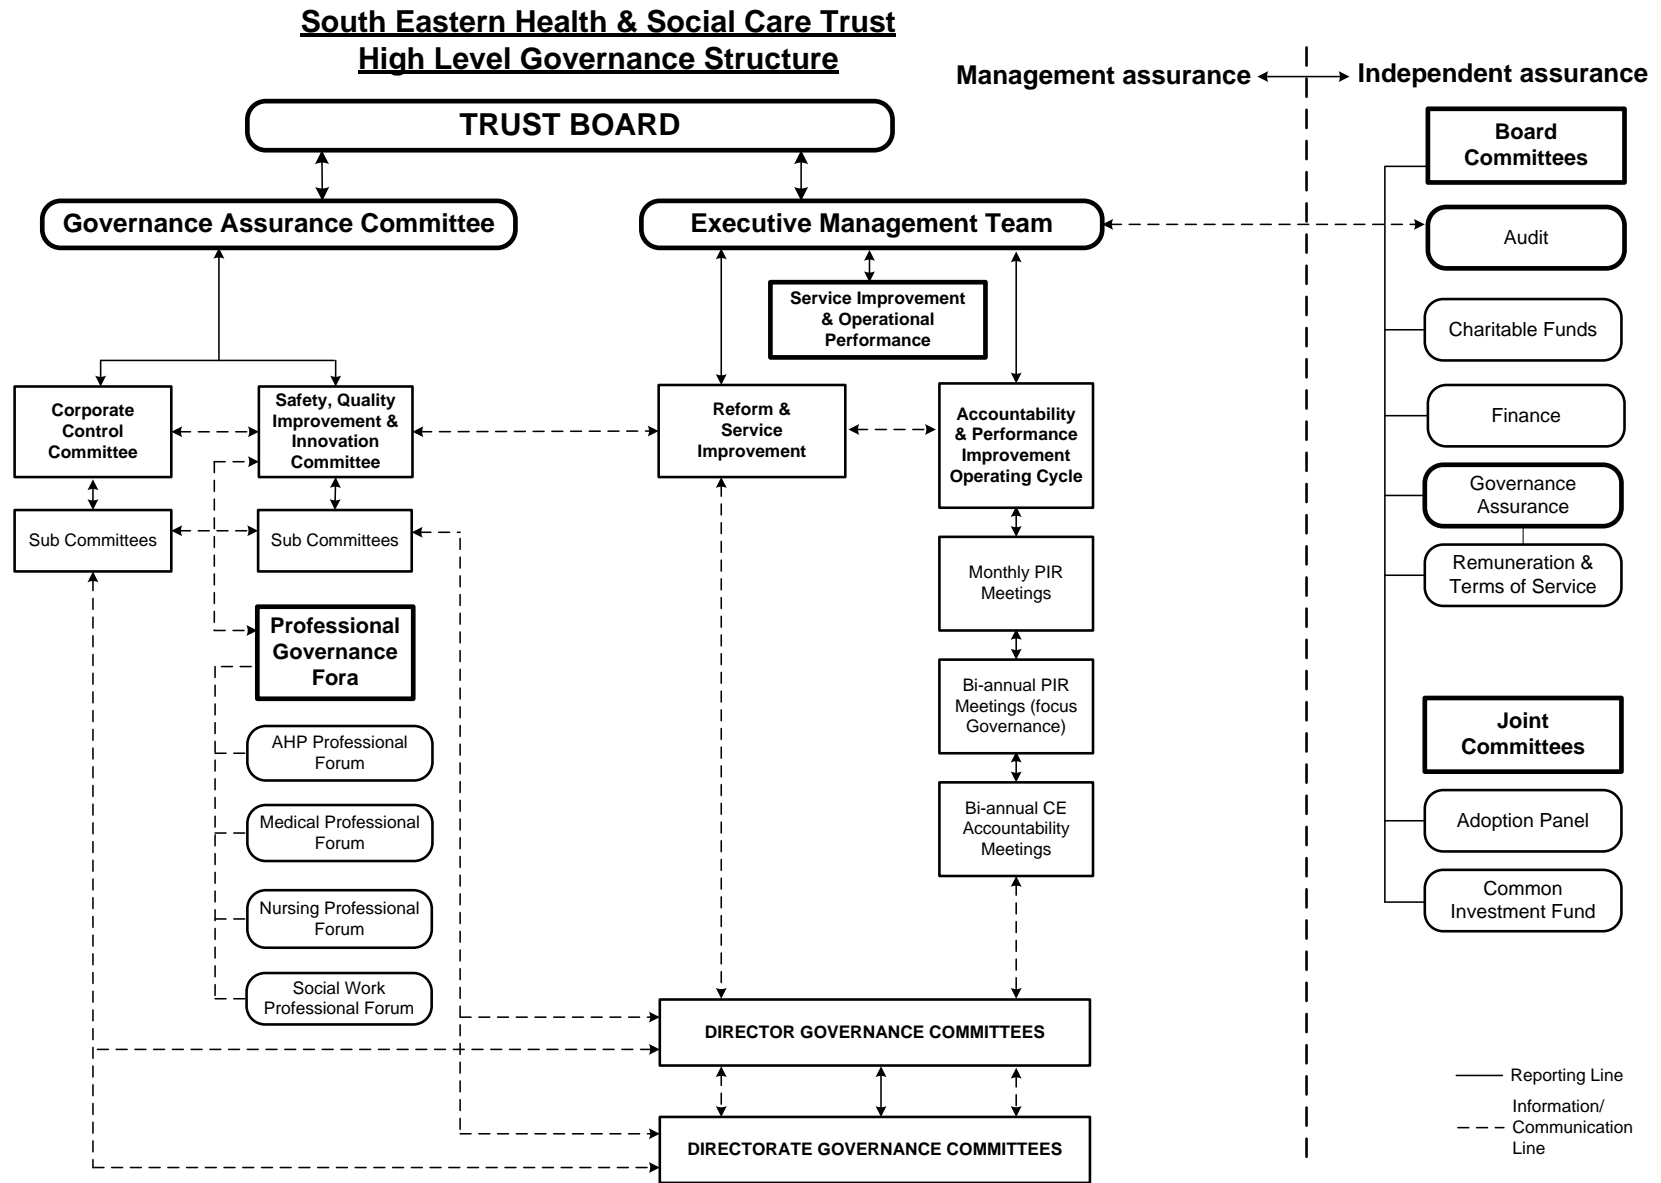 South Eastern Health & Social Care Trust
High Level Governance Structure
Management assurance
Independent assurance
TRUST BOARD
Governance Assurance Committee
Executive Management Team
Service Improvement
& Operational
Performance
Corporate
Control
Committee
Safety, Quality
Improvement &
Innovation
Committee
Reform &
Service
Improvement
Accountability
& Performance
Improvement
Operating Cycle
Sub Committees
Sub Committees
Monthly PIR
Meetings
Professional
Governance
Fora
Bi-annual PIR
Meetings (focus
Governance)
AHP Professional
Forum
Medical Professional
Forum
Bi-annual CE
Accountability
Meetings
Nursing Professional
Forum
Social Work
Professional Forum
DIRECTOR GOVERNANCE COMMITTEES
DIRECTORATE GOVERNANCE COMMITTEES
Board
Committees
Audit
Charitable Funds
Finance
Governance
Assurance
Remuneration &
Terms of Service
Joint
Committees
Adoption Panel
Common
Investment Fund
Reporting Line
Information/
Communication
Line